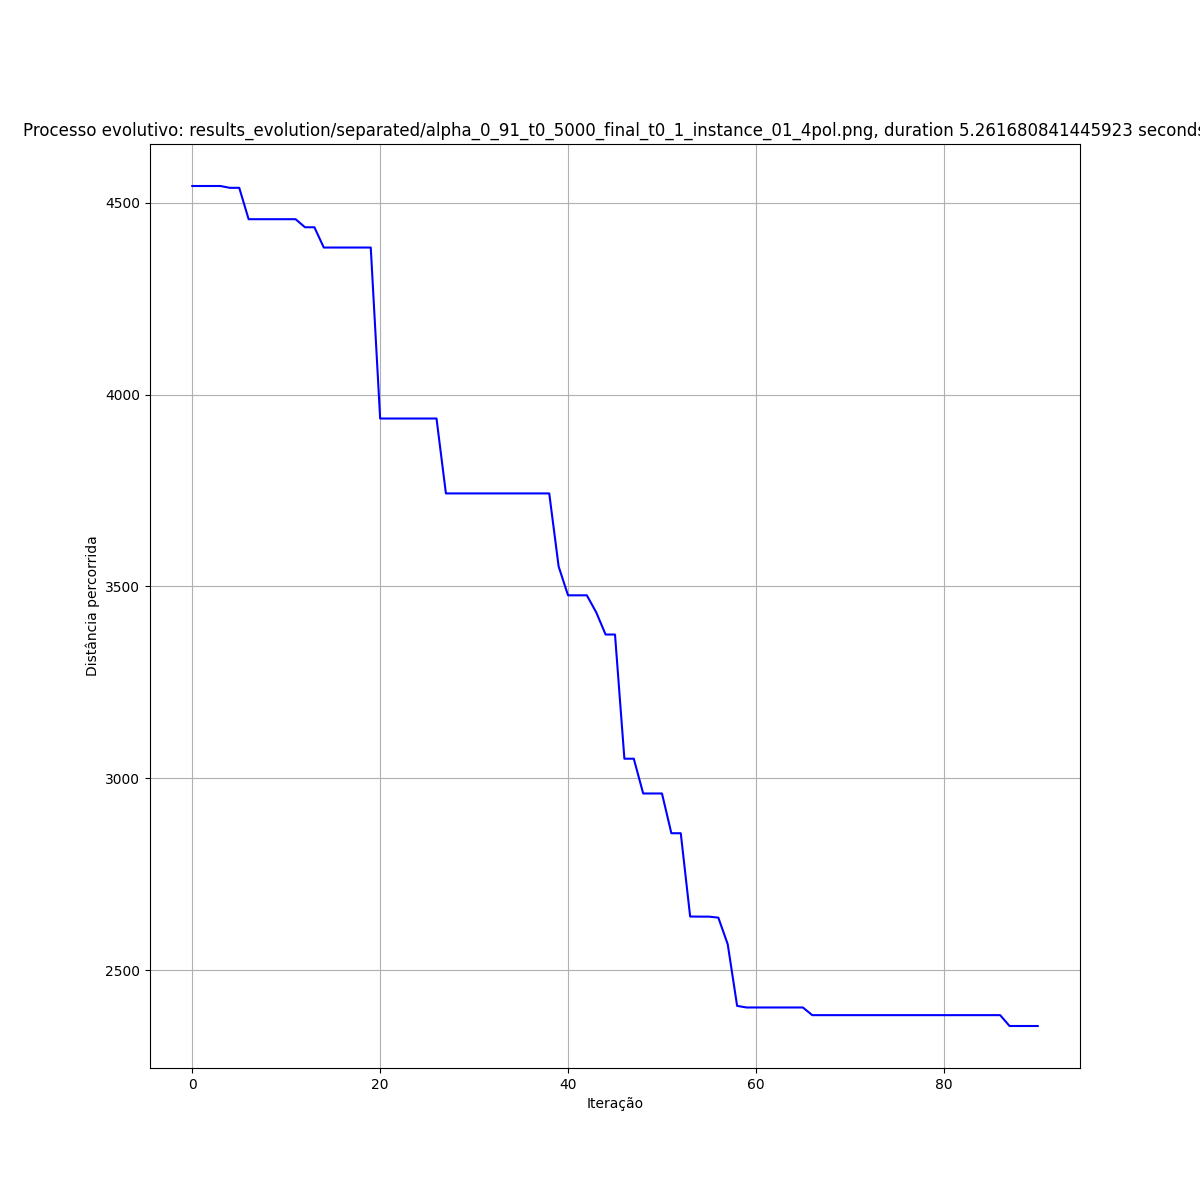 Processo evolutivo: results_evolution/separated/alpha_0_91_t0_5000_final_t0_1_instance_01_4pol.png, duration 5.261680841445923 seconds
4500
4000
3500
3000
2500
Distância percorrida
0 20 40 60 80
Iteração